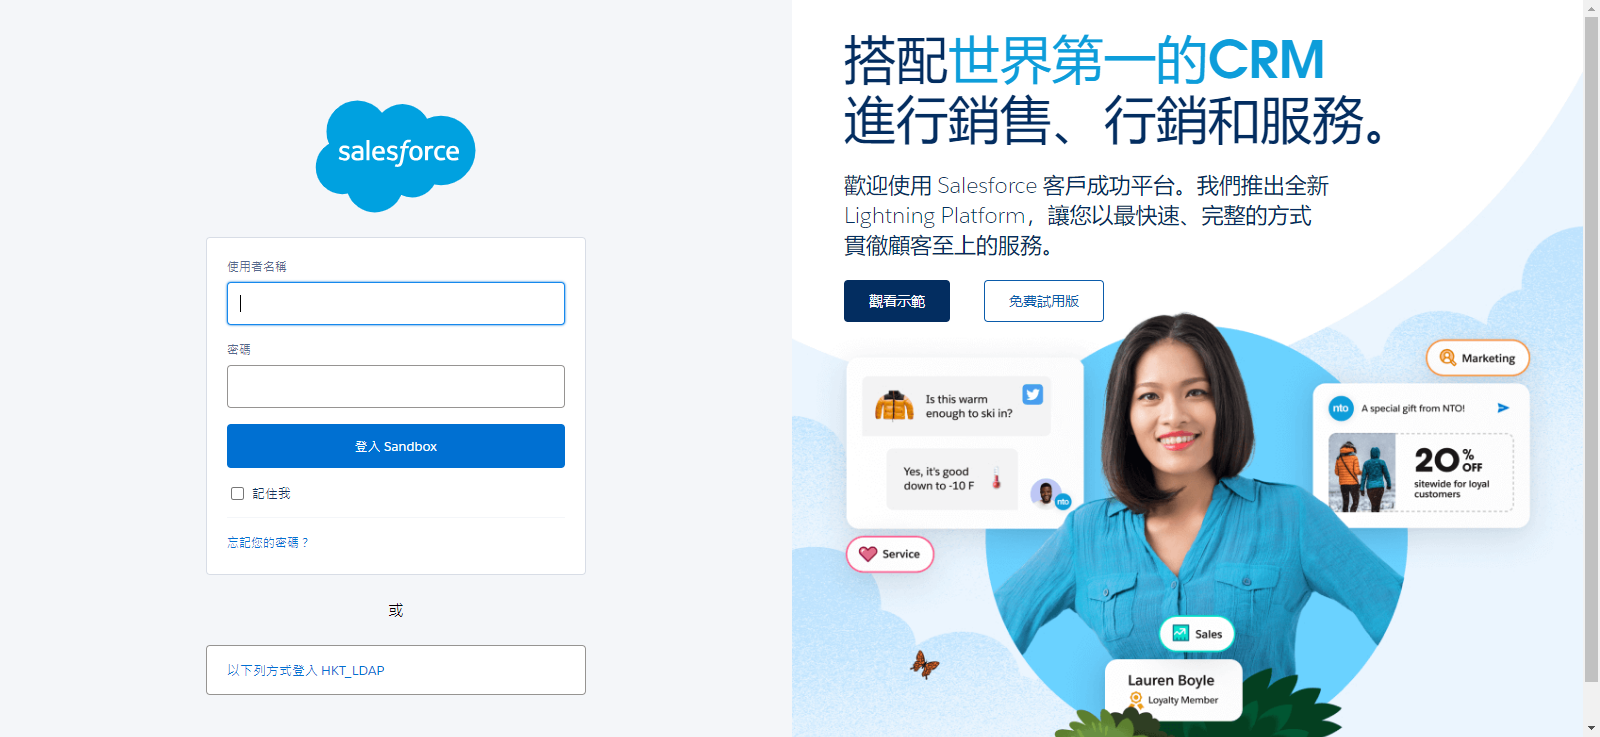 salesforce
使用者名稱
密碼
登入 Sandbox
記住我
忘記您的密碼？
或
以下列方式登入 HKT_LDAP
搭配世界第一的CRM
進行銷售、行銷和服務。
歡迎使用 Salesforce 客戶成功平台。我們推出全新
Lightning Platform，讓您以最快速、完整的方式
貫徹顧客至上的服務。
觀看示範
免費試用版
Is this warm
enough to ski in?
Yes, it's good
down to -10 F
nto
Service
Marketing
nto
A special gift from NTO!
20% OFF
sitewide for loyal
customers
Sales
Lauren Boyle
Loyalty Member